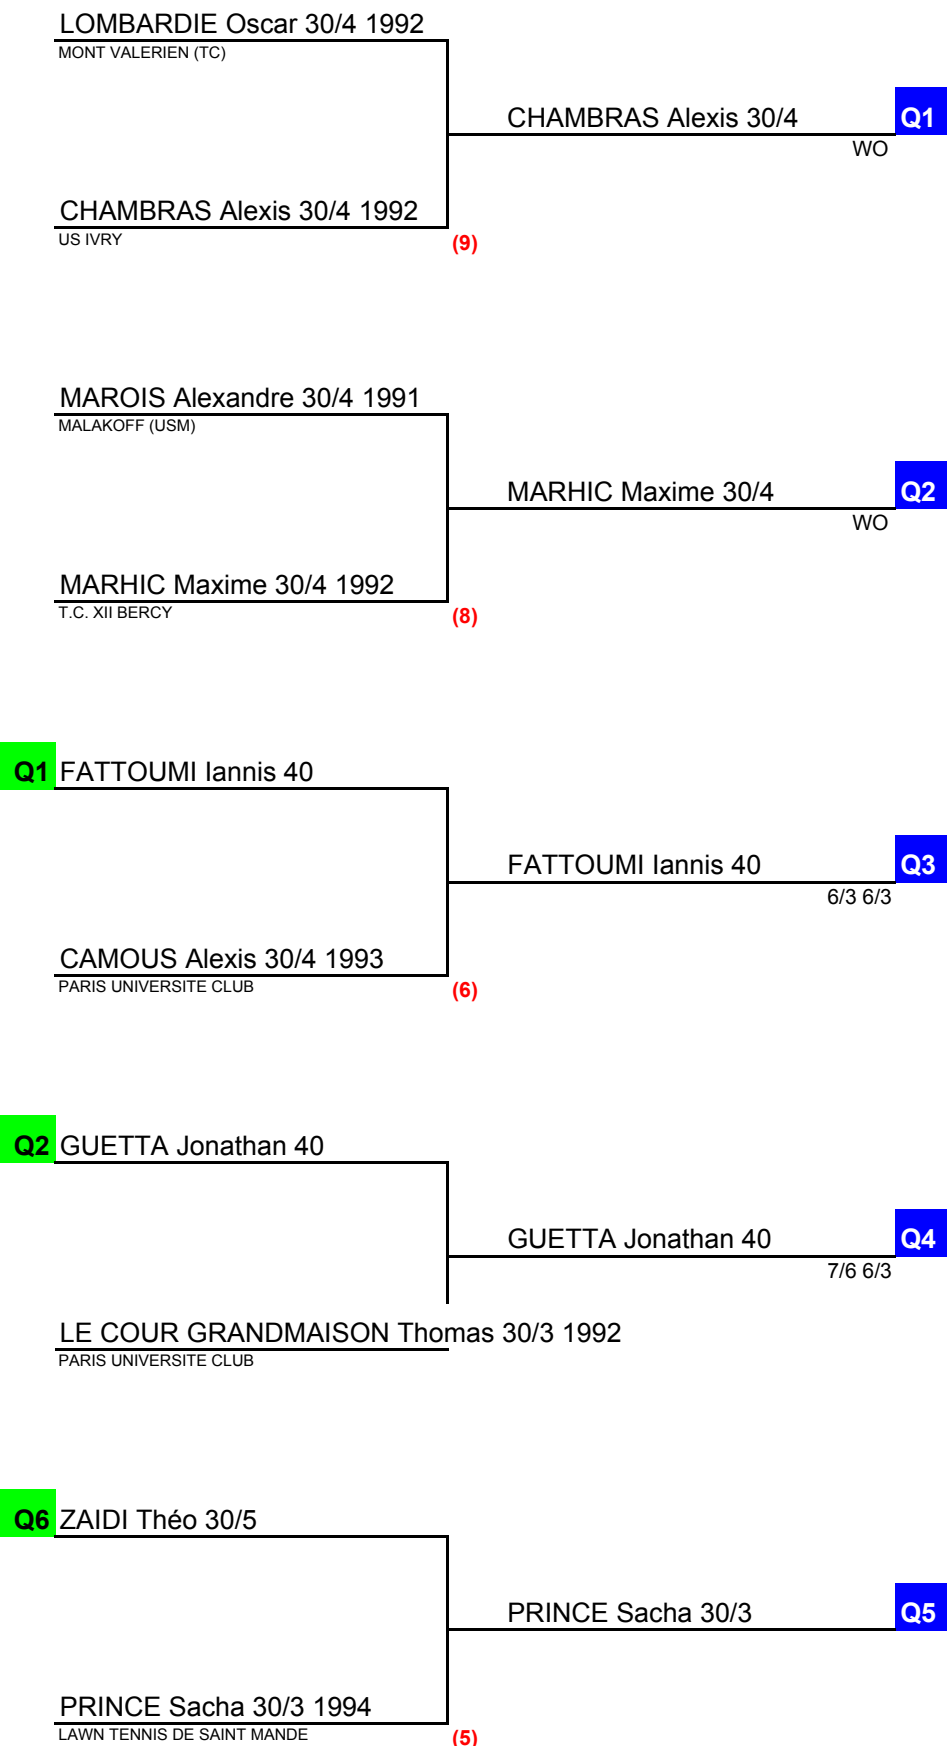 LOMBARDIE Oscar 30/4 1992
MONT VALERIEN (TC)
CHAMBRAS Alexis 30/4
Q1
WO
CHAMBRAS Alexis 30/4 1992
US IVRY
(9)
MAROIS Alexandre 30/4 1991
MALAKOFF (USM)
MARHIC Maxime 30/4
Q2
WO
MARHIC Maxime 30/4 1992
T.C. XII BERCY
(8)
Q1 FATTOUMI Iannis 40
FATTOUMI Iannis 40
Q3
6/3 6/3
CAMOUS Alexis 30/4 1993
PARIS UNIVERSITE CLUB
(6)
Q2 GUETTA Jonathan 40
GUETTA Jonathan 40
Q4
7/6 6/3
LE COUR GRANDMAISON Thomas 30/3 1992
PARIS UNIVERSITE CLUB
Q6 ZAIDI Théo 30/5
PRINCE Sacha 30/3
Q5
PRINCE Sacha 30/3 1994
LAWN TENNIS DE SAINT MANDE
(5)